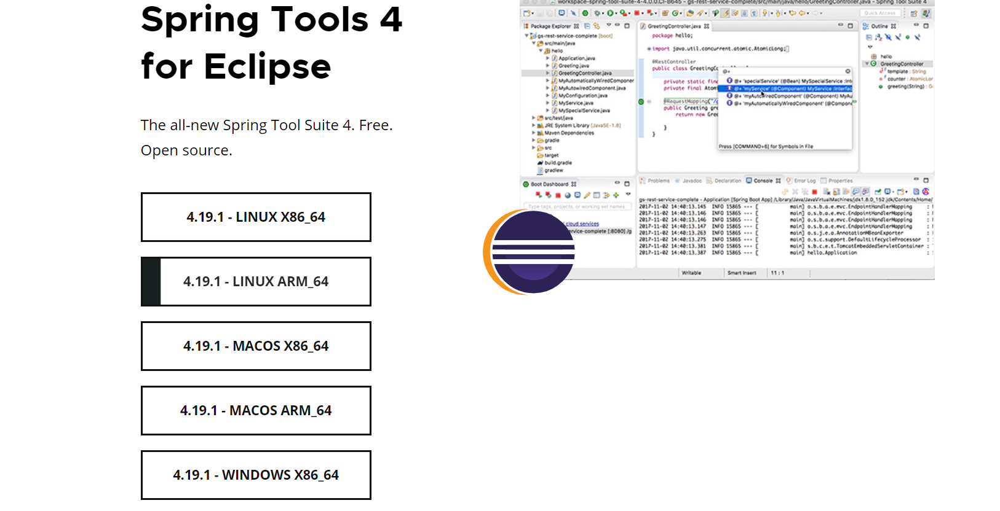 Spring Tools 4
for Eclipse
The all-new Spring Tool Suite 4. Free.
Open source.
4.19.1 - LINUX X86_64
4.19.1 - LINUX ARM_64
4.19.1 - MACOS X86_64
4.19.1 - MACOS ARM_64
4.19.1 - WINDOWS X86_64
workspace-spring-tool-suite-4-4.0.0.CI-B645 - gs-rest-service-complete/src/main/java/hello/GreetingController.java - Spring Tool Suite 4
Quick Access
Package Explorer
gs-rest-service-complete [boot]
src/main/java
hello
Application.java
Greeting.java
GreetingController.java
MyAutomaticallyWiredComponer
MyAutowiredComponent.java
MyConfiguration.java
MyService.java
MySpecialService.java
src/test/java
JRE System Library [JavaSE-1.8]
Maven Dependencies
gradle
src
target
build.gradle
gradlew
GreetingController.java
package hello;
import java.util.concurrent.atomic.AtomicLong;
@RestController
public class GreetingCo
private static fina
private final Atomi
@RequestMapping("/g
public Greeting gre
return new Gree
}
}
@+
@+ 'specialService' (@Bean) MySpecialService :Inte
@+ 'myService' (@Component) MyService :Interfac
@+ 'myAutowiredComponent' (@Component) MyAu
@+ 'myAutomaticallyWiredComponent' (@Compone
Press [COMMAND+6] for Symbols in File
Outline
hello
GreetingController
template : String
counter : AtomicLor
greeting(String) : G
Boot Dashboard
Type tags, projects, or working set names
cloud services
ervice-complete [:8080] /g
Problems
Javadoc
Declaration
Console
Error Log
Properties
gs-rest-service-complete - Application [Spring Boot App] /Library/Java/JavaVirtualMachines/jdk1.8.0_152.jdk/Contents/Home/
2017-11-02 14:40:13.145 INFO 15865 --- [ main] o.s.b.a.e.mvc.EndpointHandlerMapping :
2017-11-02 14:40:13.146 INFO 15865 --- [ main] o.s.b.a.e.mvc.EndpointHandlerMapping :
2017-11-02 14:40:13.146 INFO 15865 --- [ main] o.s.b.a.e.mvc.EndpointHandlerMapping :
2017-11-02 14:40:13.147 INFO 15865 --- [ main] o.s.b.a.e.mvc.EndpointHandlerMapping :
2017-11-02 14:40:13.263 INFO 15865 --- [ main] o.s.j.e.a.AnnotationMBeanExporter :
2017-11-02 14:40:13.275 INFO 15865 --- [ main] o.s.c.support.DefaultLifecycleProcessor :
2017-11-02 14:40:13.381 INFO 15865 --- [ main] s.b.c.e.t.TomcatEmbeddedServletContainer :
2017-11-02 14:40:13.387 INFO 15865 --- [ main] hello.Application :
Writable
Smart Insert
11 : 1